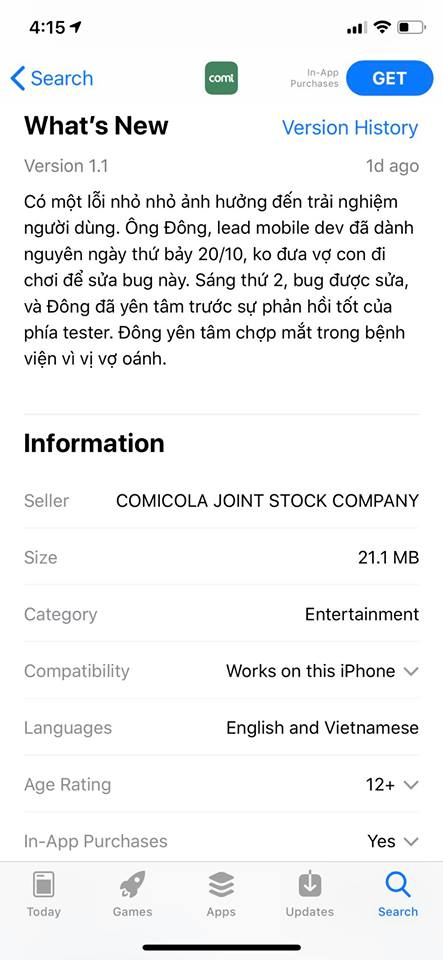 4:15
Search
comi
In-App
Purchases
GET
What's New
Version History
Version 1.1
1d ago
Có một lỗi nhỏ nhỏ ảnh hưởng đến trải nghiệm
người dùng. Ông Đông, lead mobile dev đã dành
nguyên ngày thứ bảy 20/10, ko đưa vợ con đi
chơi để sửa bug này. Sáng thứ 2, bug được sửa,
và Đông đã yên tâm trước sự phản hồi tốt của
phía tester. Đông yên tâm chợp mắt trong bệnh
viện vì vị vợ oánh.
Information
Seller
COMICOLA JOINT STOCK COMPANY
Size
21.1 MB
Category
Entertainment
Compatibility
Works on this iPhone
Languages
English and Vietnamese
Age Rating
12+
In-App Purchases
Yes
Today
Games
Apps
Updates
Search